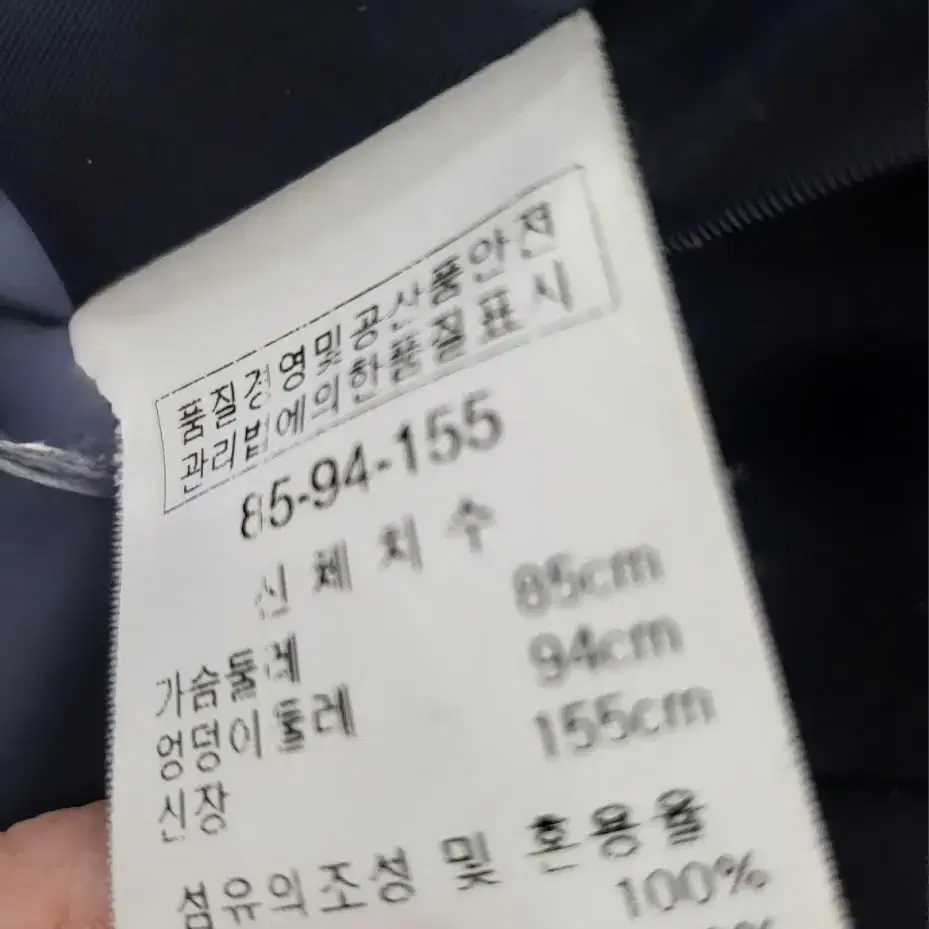 품질경영및공산품안전
관리법에의한품질표시
85-94-155
신체치수
가슴둘레 85cm
엉덩이둘레 94cm
신장 155cm
섬유의조성 및 혼용율
100%